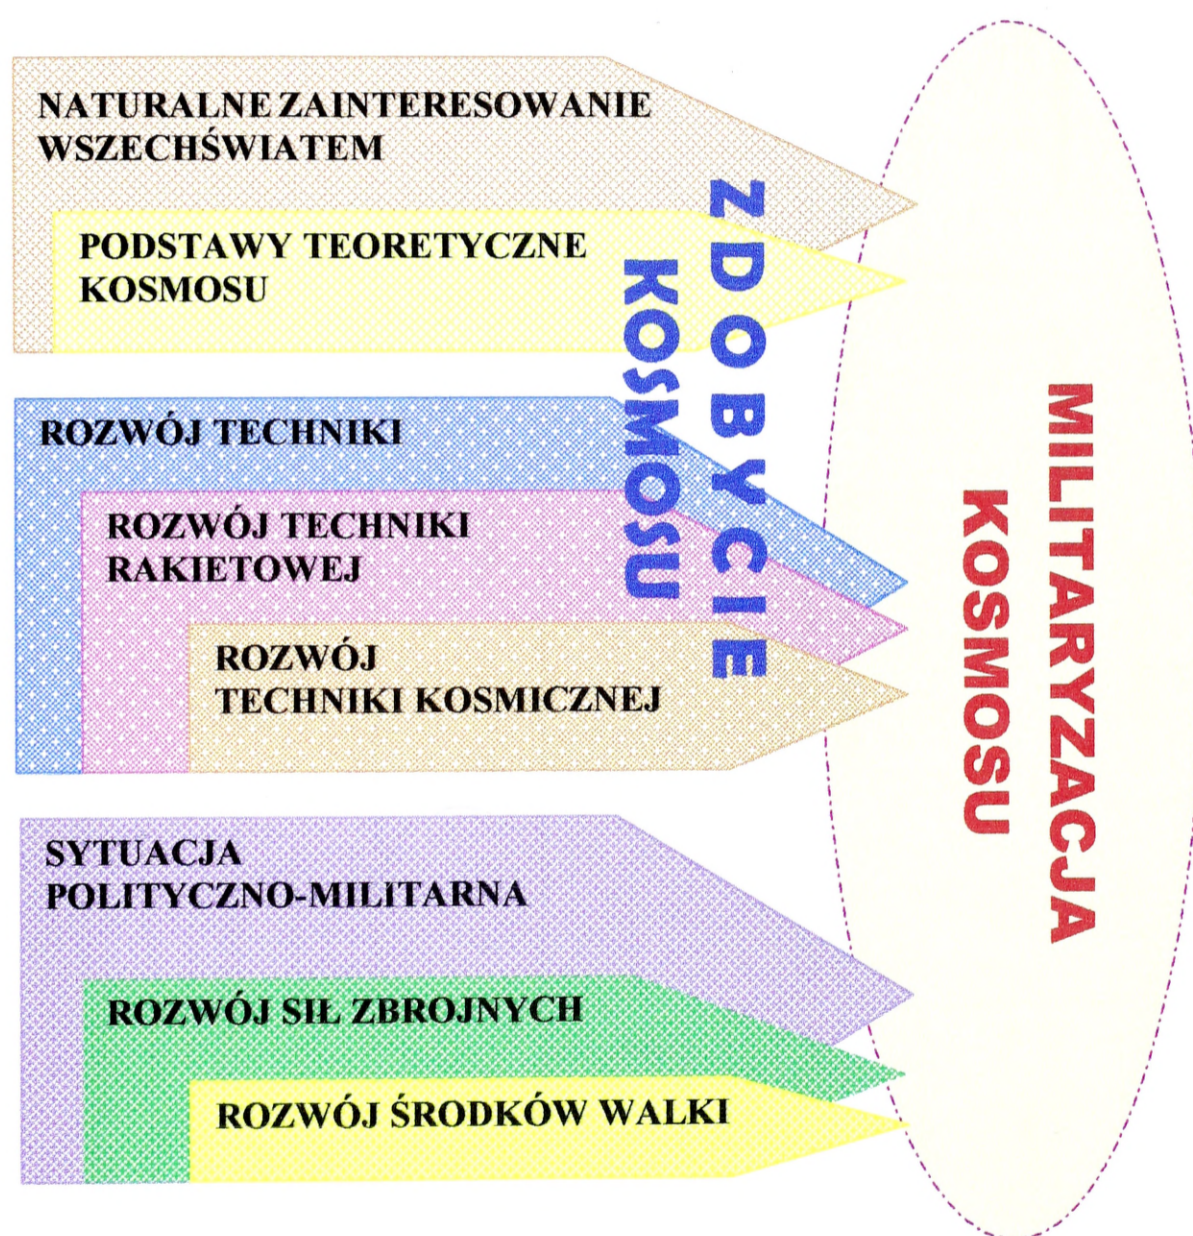 NATURALNE ZAINTERESOWANIE
WSZECHŚWIATEM
PODSTAWY TEORETYCZNE
KOSMOSU
ROZWÓJ TECHNIKI
ROZWÓJ TECHNIKI
RAKIETOWEJ
ROZWÓJ
TECHNIKI KOSMICZNEJ
SYTUACJA
POLITYCZNO-MILITARNA
ROZWÓJ SIŁ ZBROJNYCH
ROZWÓJ ŚRODKÓW WALKI
ZDOBYCIE
KOSMOSU
MILITARYZACJA
KOSMOSU